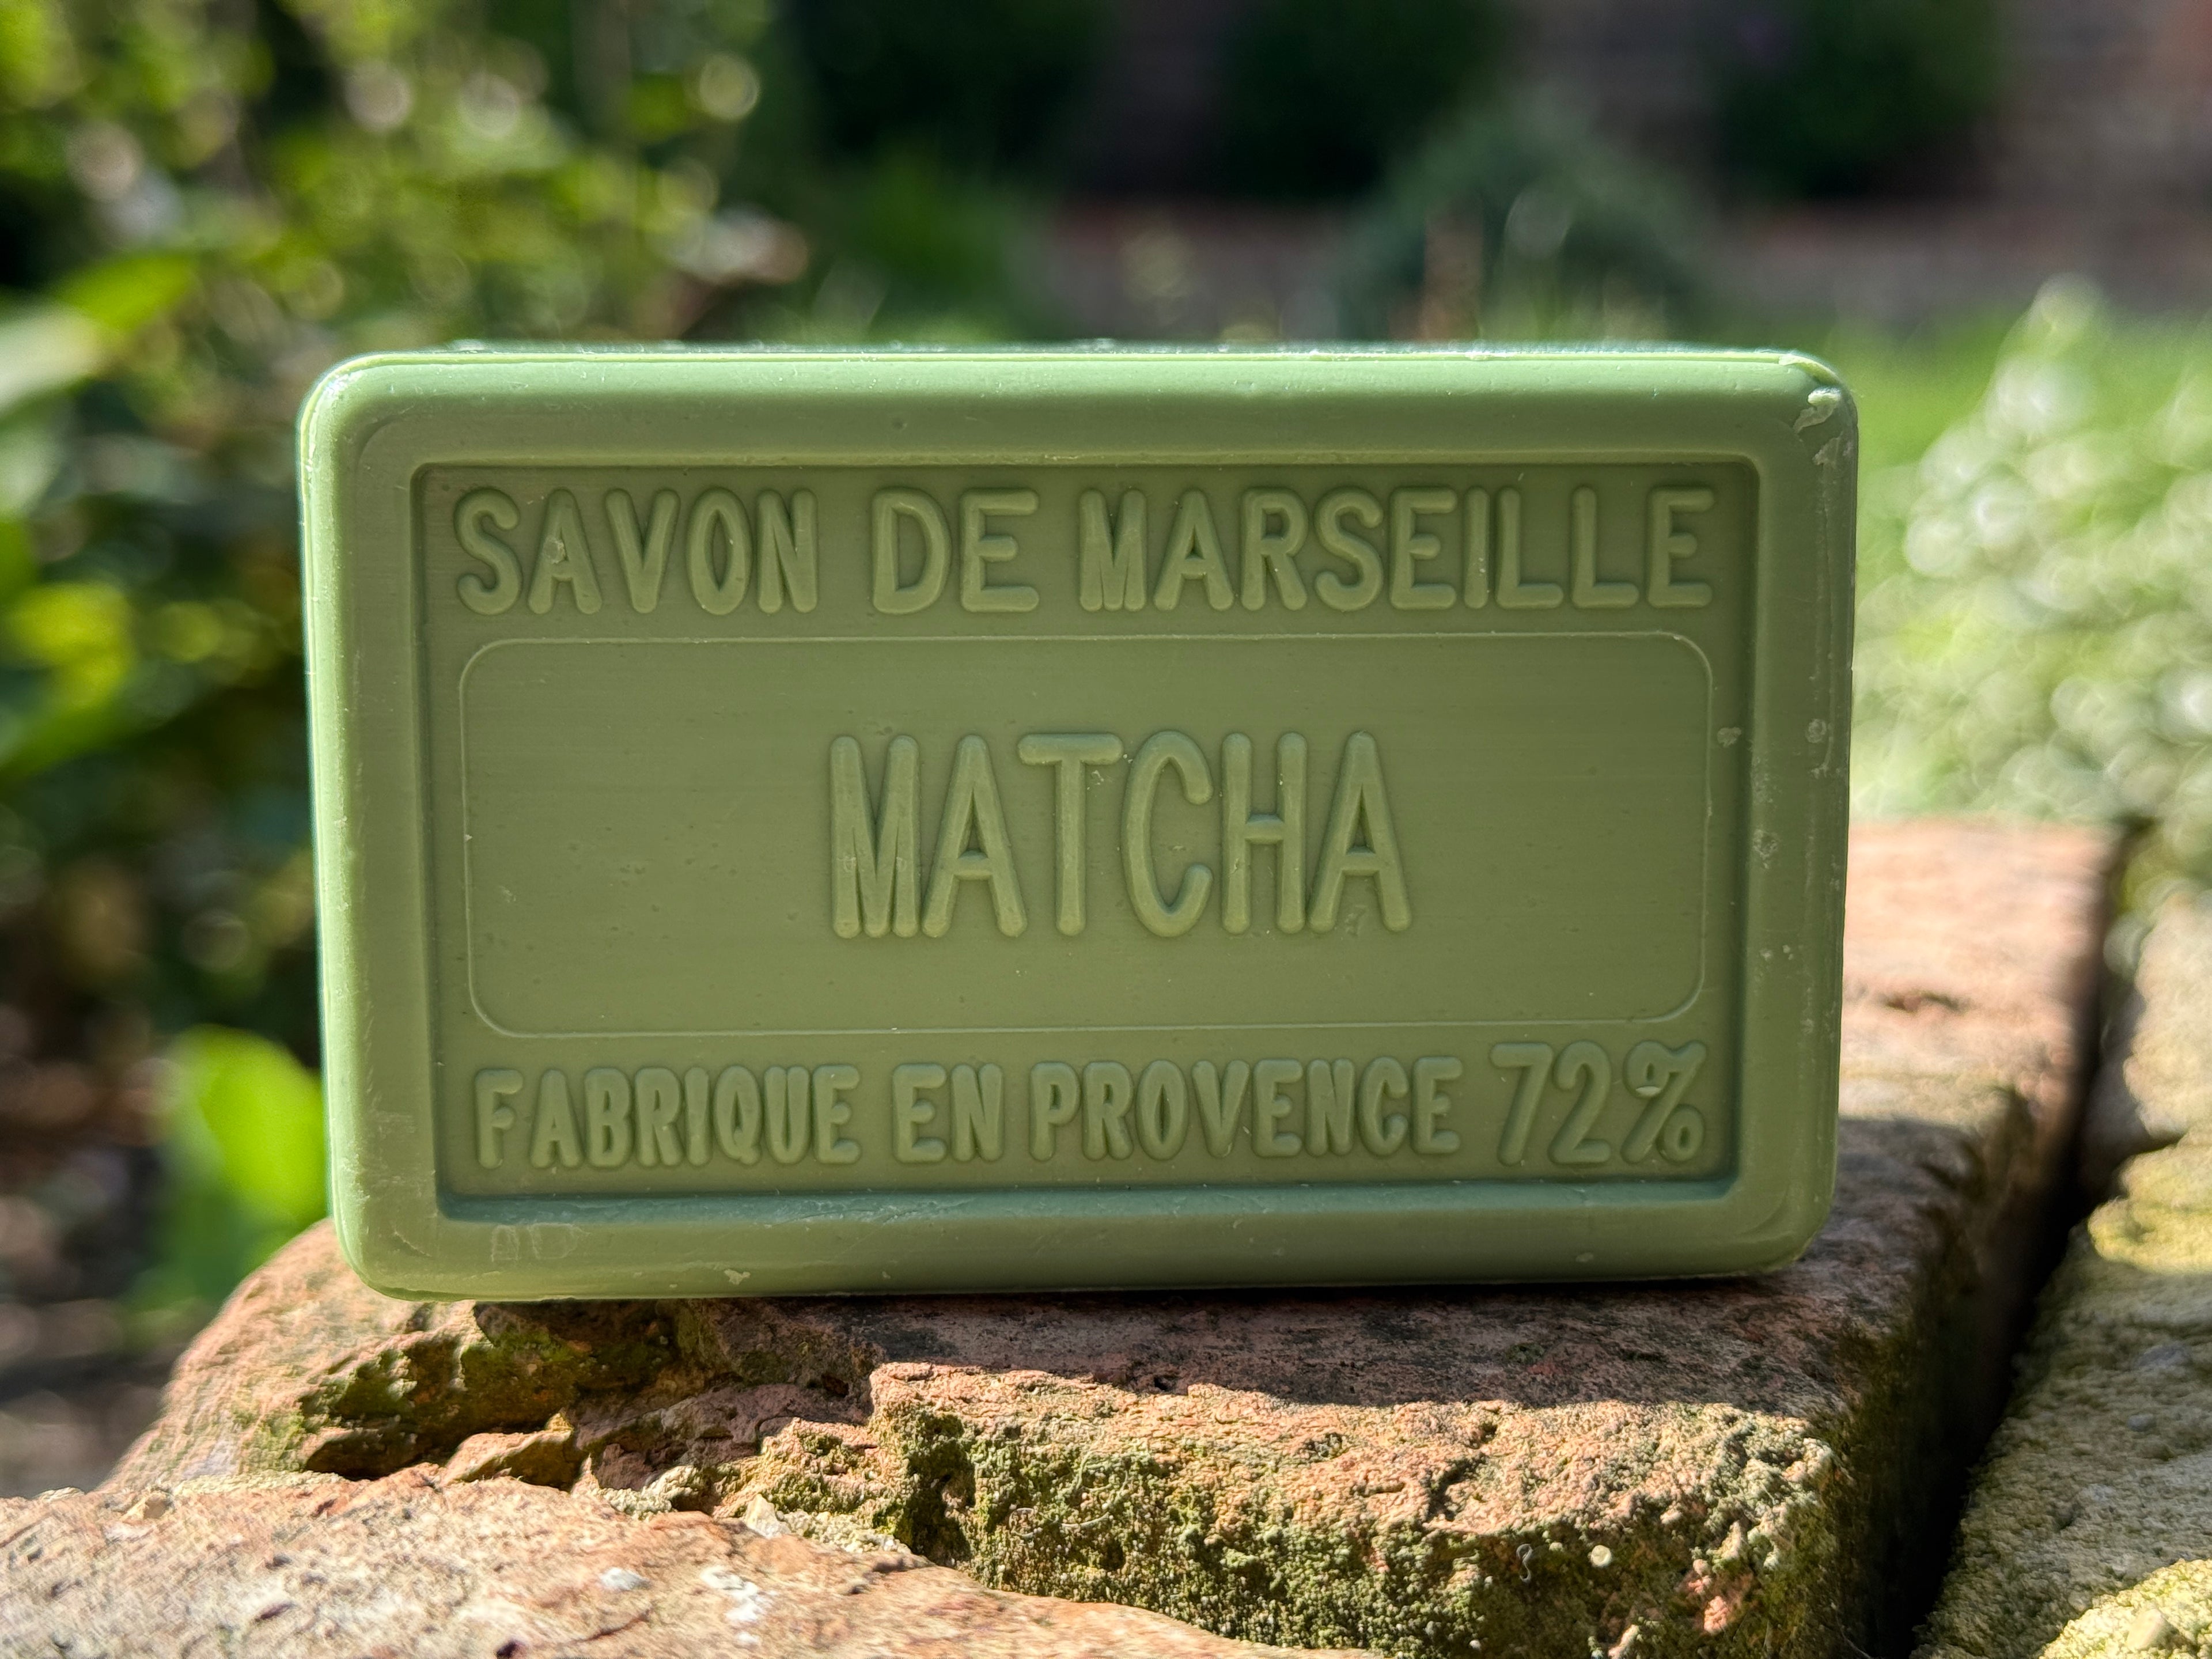 SAVON DE MARSEILLE
MATCHA
FABRIQUE EN PROVENCE 72%